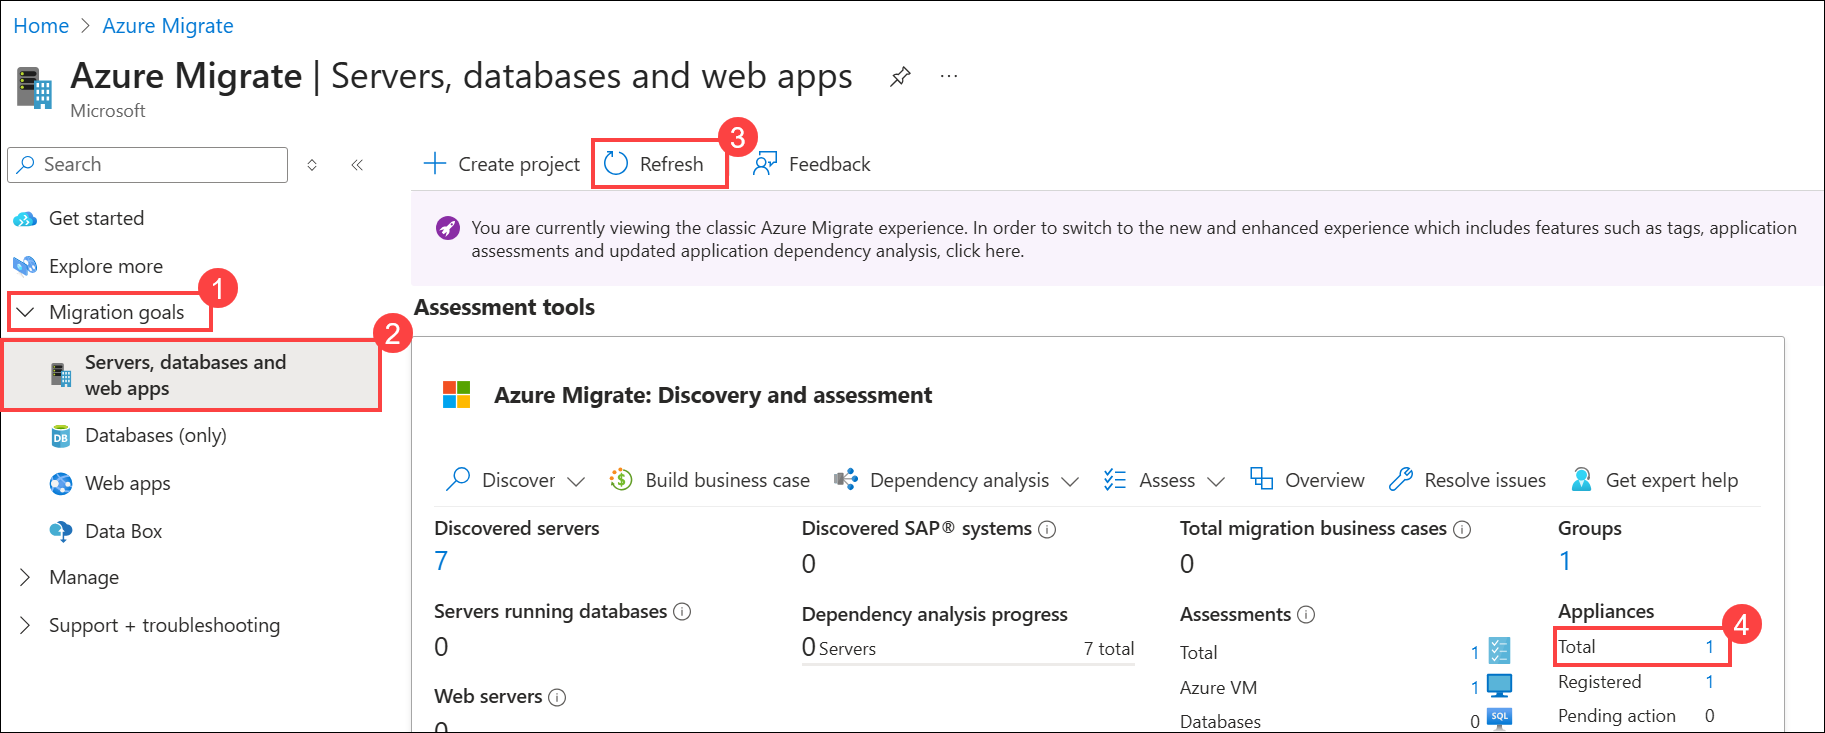 Home > Azure Migrate
Azure Migrate | Servers, databases and web apps
Microsoft
Search
Get started
Explore more
Migration goals
1
Servers, databases and
web apps
2
Databases (only)
Web apps
Data Box
Manage
Support + troubleshooting
Create project
Refresh
3
Feedback
You are currently viewing the classic Azure Migrate experience. In order to switch to the new and enhanced experience which includes features such as tags, application
assessments and updated application dependency analysis, click here.
Assessment tools
Azure Migrate: Discovery and assessment
Discover
Build business case
Dependency analysis
Assess
Overview
Resolve issues
Get expert help
Discovered servers
7
Servers running databases
0
Web servers
0
Discovered SAP® systems
0
Dependency analysis progress
0 Servers 7 total
Total migration business cases
0
Assessments
Total 1
Azure VM 1
Databases 0
Groups
1
Appliances
Total 1
4
Registered 1
Pending action 0